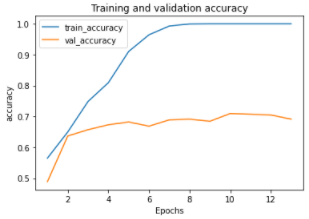 Training and validation accuracy
train_accuracy
val_accuracy
1.0
0.9
0.8
0.7
0.6
0.5
accuracy
2 4 6 8 10 12
Epochs